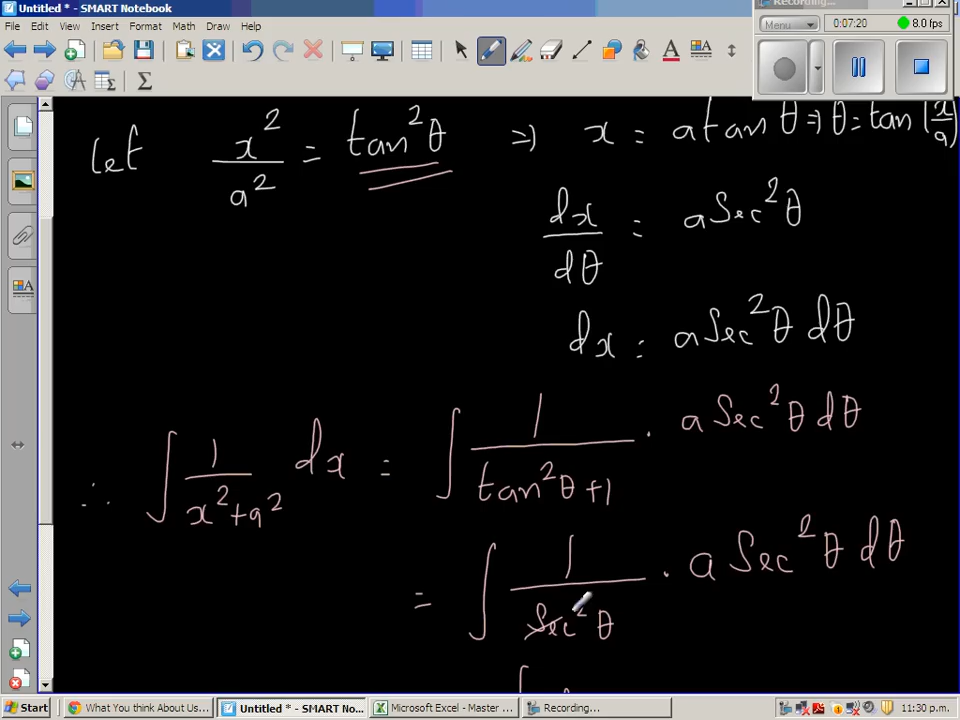 Untitled * - SMART Notebook
Recording...
File Edit View Insert Format Tools Math Draw Help
Menu
0:07:20
8.0 fps
let x²/a² = tan²θ ⇒ x = a tan θ ⇒ θ = tan (x/a)
dx/dθ = a Sec²θ
dx = a Sec²θ dθ
∴ ∫ 1/(x²+a²) dx = ∫ 1/(tan²θ+1) · a Sec²θ dθ
= ∫ 1/Sec²θ · a Sec²θ dθ
Start
What You think About Us...
Untitled * - SMART No...
Microsoft Excel - Master ...
Recording...
11:30 pm